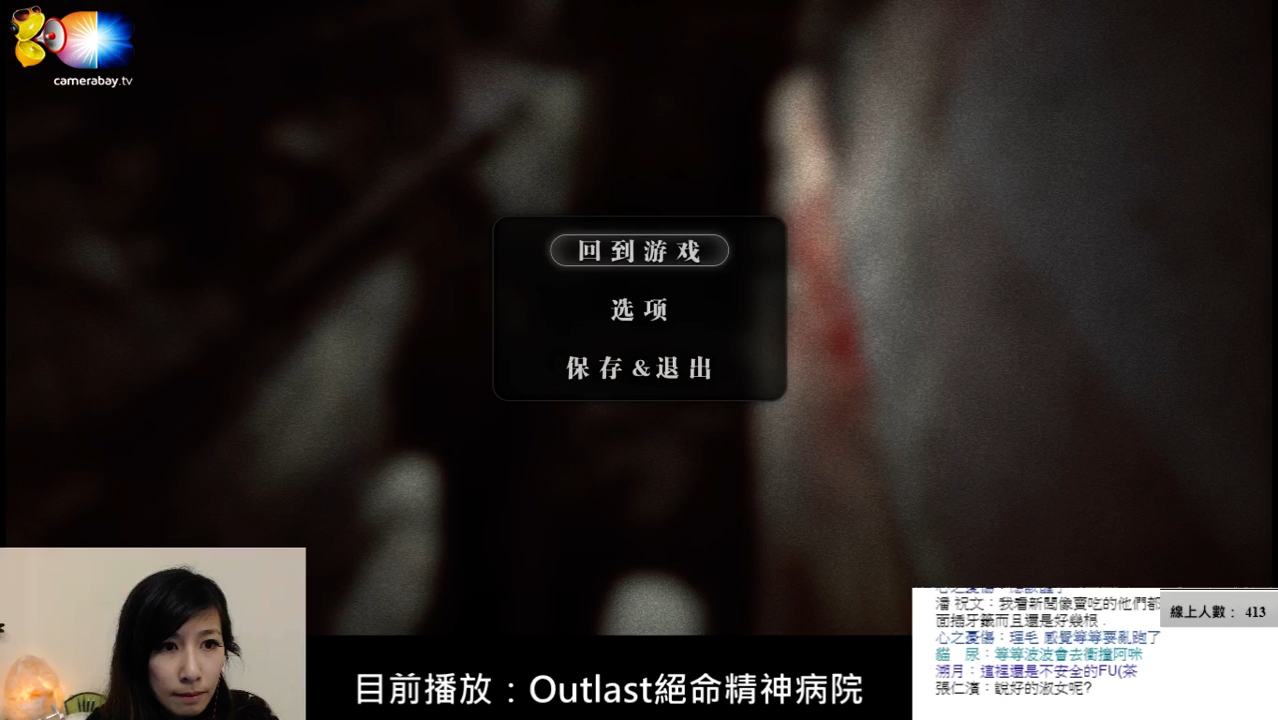 camerabay.tv
回到游戏
选项
保存&退出
潘 祝文：我看新聞像賣吃的他們都
面插牙籤而且還是好幾根 .
線上人數： 413
心之憂傷：理毛 感覺等等要亂跑了
貓 尿：等等波波會去衝撞阿咪
溯月：這裡還是不安全的FU(茶
張仁濱：說好的淑女呢?
目前播放：Outlast絕命精神病院